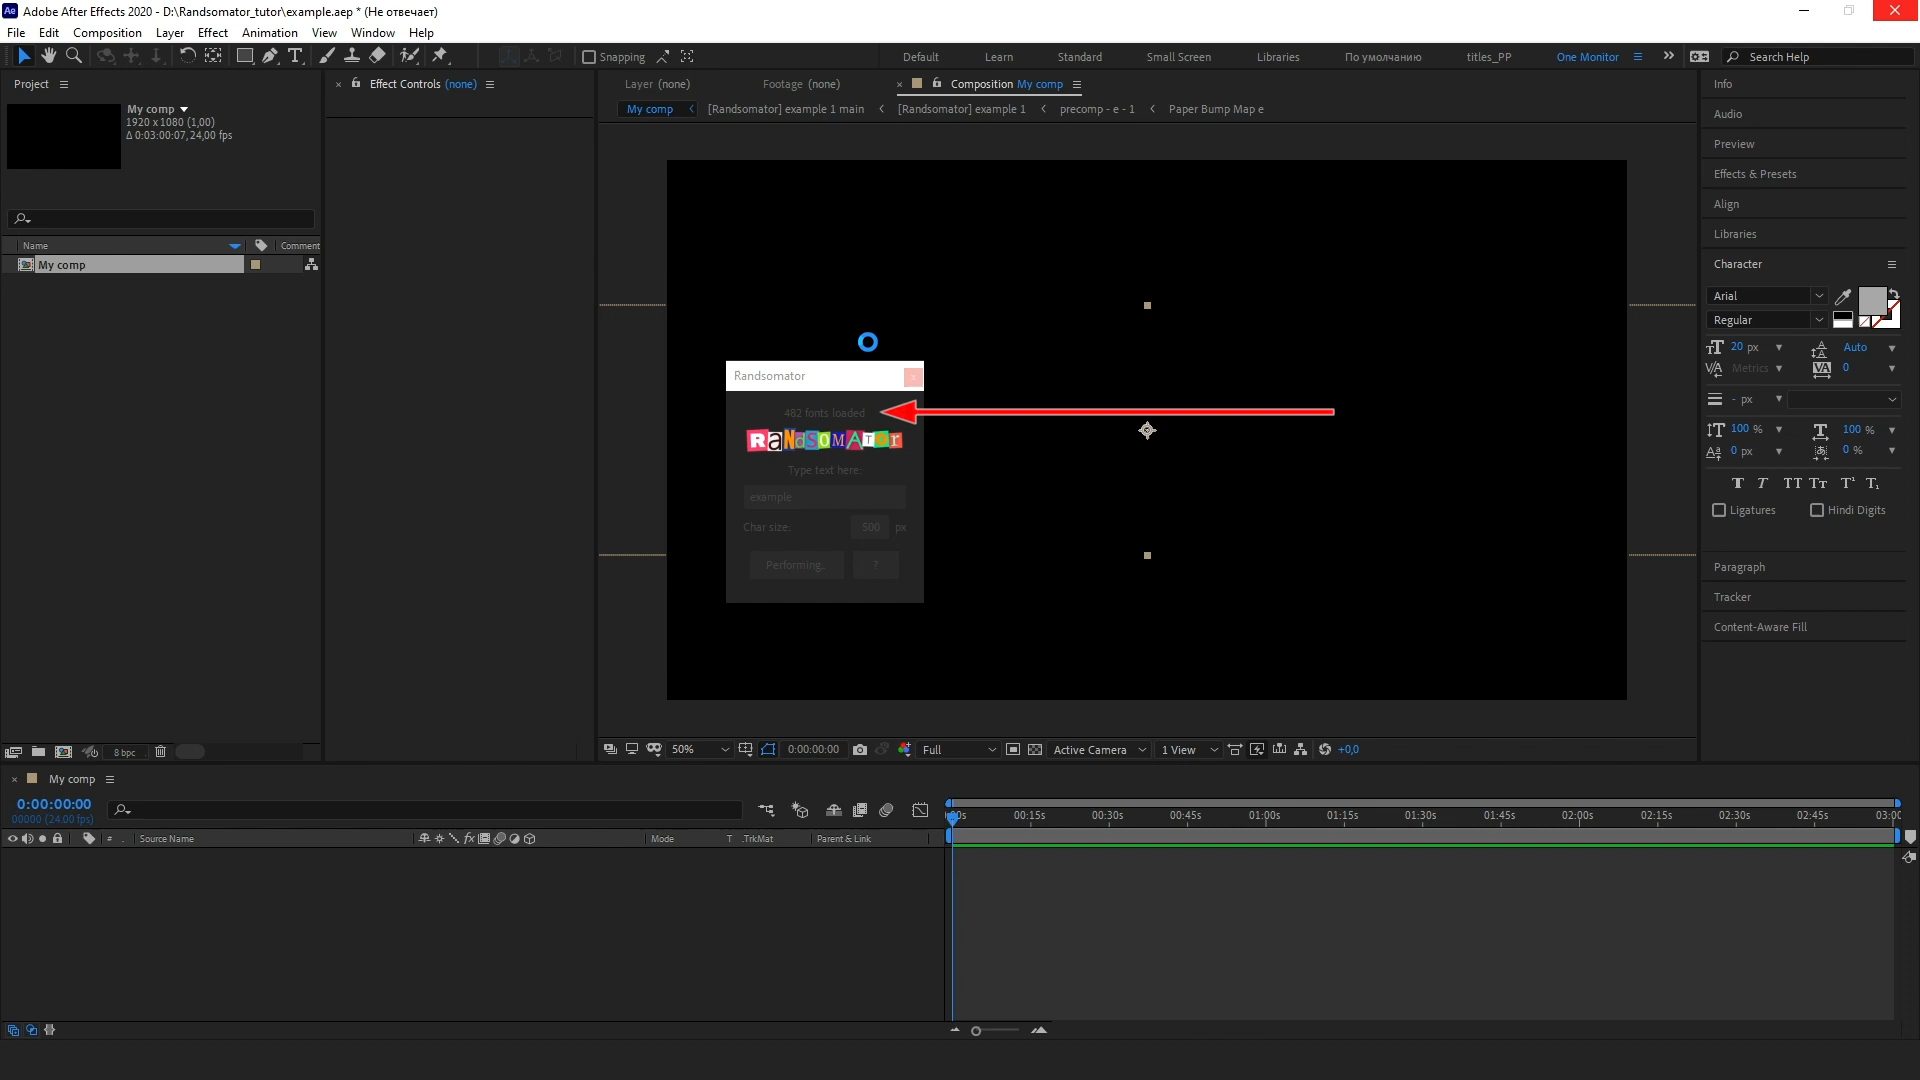 Ae Adobe After Effects 2020 - D:\Randsomator_tutor\example.aep * (Не отвечает)
File Edit Composition Layer Effect Animation View Window Help
Snapping
Default Learn Standard Small Screen Libraries По умолчанию titles_PP One Monitor Search Help
Project
My comp
1920 x 1080 (1,00)
Δ 0:03:00:07, 24,00 fps
Name Comment
My comp
8 bpc
Effect Controls (none)
Layer (none) Footage (none) Composition My comp
My comp [Randsomator] example 1 main [Randsomator] example 1 precomp - e - 1 Paper Bump Map e
Randsomator x
482 fonts loaded
RANdSOMATOr
Type text here:
example
Char size: 500 px
Performing.. ?
50% 0:00:00:00 Full Active Camera 1 View +0,0
Info
Audio
Preview
Effects & Presets
Align
Libraries
Character
Arial
Regular
20 px Auto
Metrics 0
- px
100 % 100 %
0 px 0 %
T T TT Tt T¹ T₁
Ligatures Hindi Digits
Paragraph
Tracker
Content-Aware Fill
My comp
0:00:00:00
00000 (24.00 fps)
# . Source Name fx Mode T .TrkMat Parent & Link
00s 00:15s 00:30s 00:45s 01:00s 01:15s 01:30s 01:45s 02:00s 02:15s 02:30s 02:45s 03:00